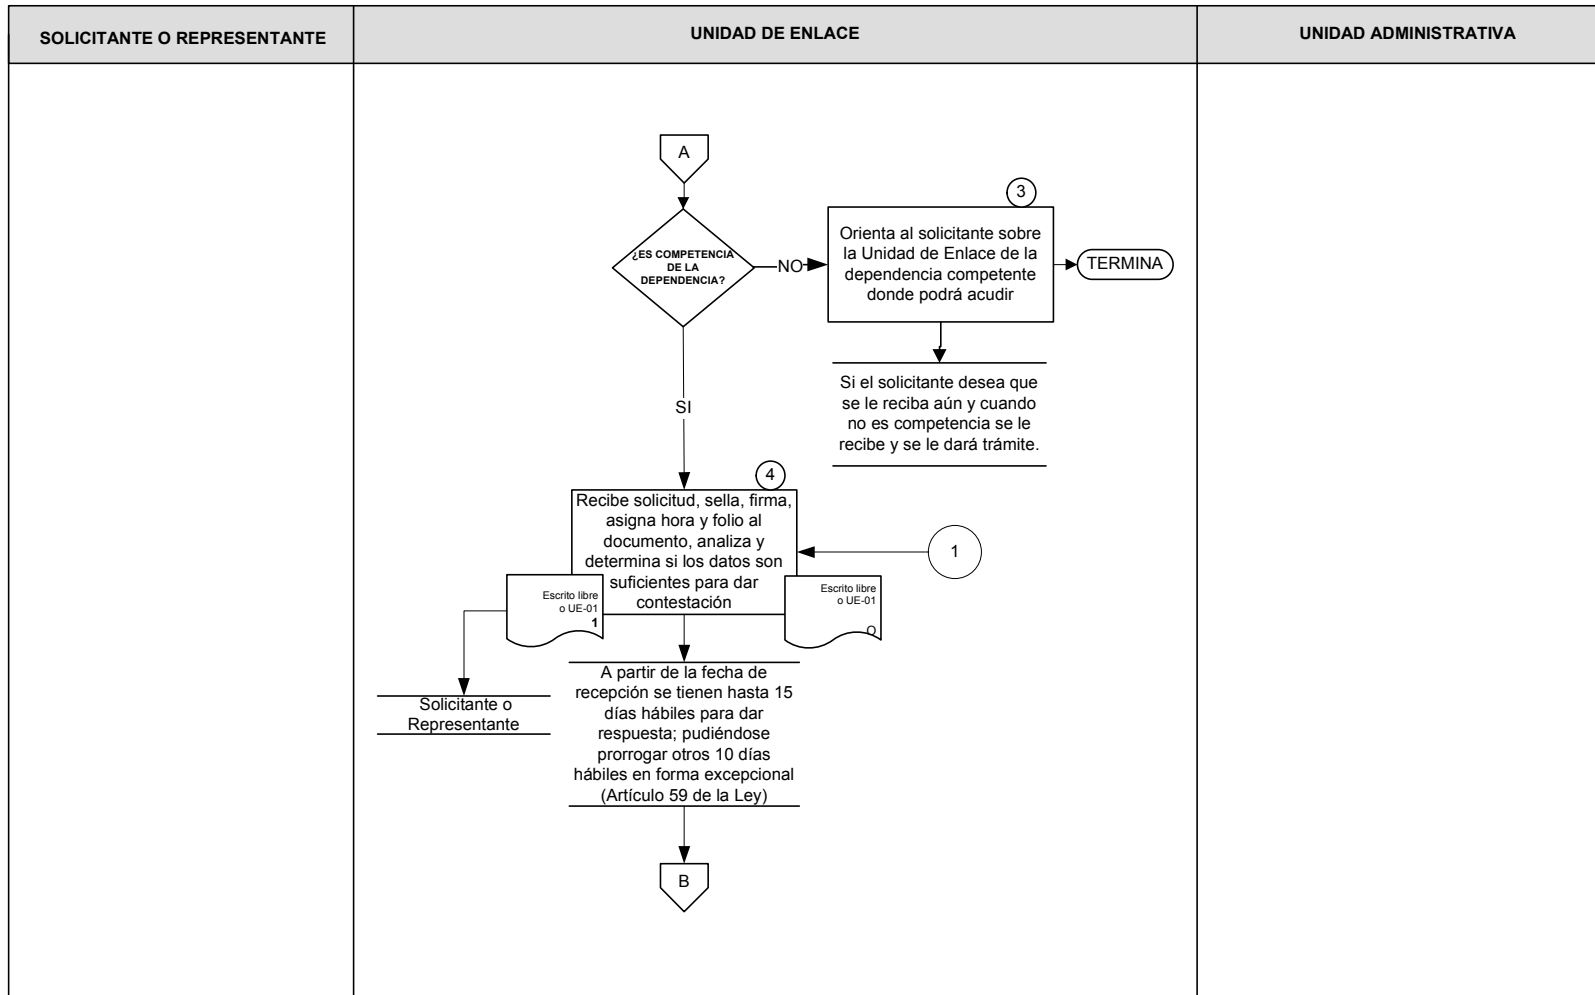 SOLICITANTE O REPRESENTANTE
UNIDAD DE ENLACE
UNIDAD ADMINISTRATIVA
A
¿ES COMPETENCIA
DE LA
DEPENDENCIA?
NO
3
Orienta al solicitante sobre
la Unidad de Enlace de la
dependencia competente
donde podrá acudir
TERMINA
Si el solicitante desea que
se le reciba aún y cuando
no es competencia se le
recibe y se le dará trámite.
SI
4
Recibe solicitud, sella, firma,
asigna hora y folio al
documento, analiza y
determina si los datos son
suficientes para dar
contestación
1
Escrito libre
o UE-01
1
Escrito libre
o UE-01
O
Solicitante o
Representante
A partir de la fecha de
recepción se tienen hasta 15
días hábiles para dar
respuesta; pudiéndose
prorrogar otros 10 días
hábiles en forma excepcional
(Artículo 59 de la Ley)
B